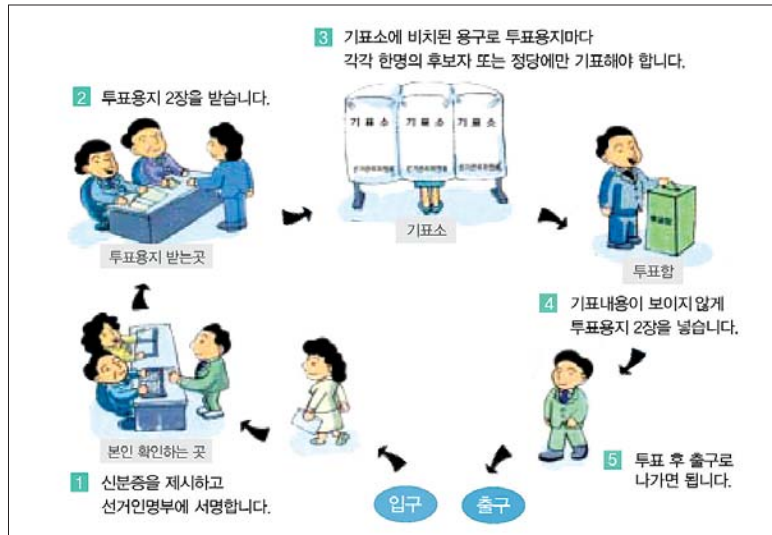 3 기표소에 비치된 용구로 투표용지마다
각각 한명의 후보자 또는 정당에만 기표해야 합니다.
2 투표용지 2장을 받습니다.
기표소
기표소
기표소
투표용지 받는곳
기표소
투표함
4 기표내용이 보이지 않게
투표용지 2장을 넣습니다.
본인 확인하는 곳
1 신분증을 제시하고
선거인명부에 서명합니다.
5 투표 후 출구로
나가면 됩니다.
입구
출구